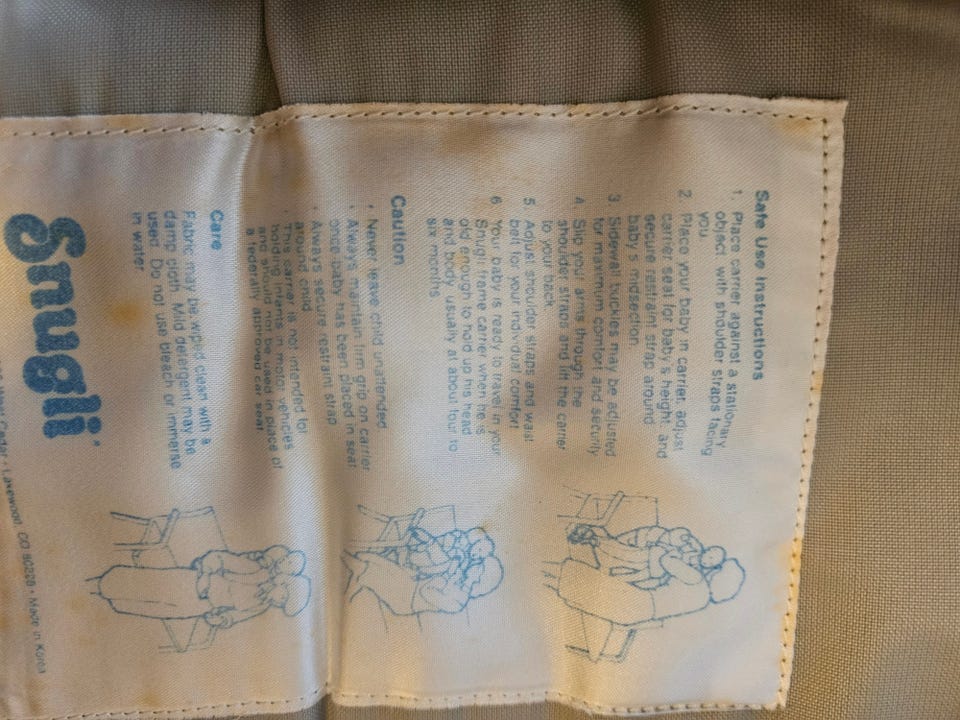 Safe Use Instructions
1. Place carrier against a stationary
object with shoulder straps facing
you.
2. Place your baby in carrier, adjust
carrier seat for baby's height, and
secure restraint strap around
baby's midsection.
3. Sidewall buckles may be adjusted
for maximum comfort and security
4. Slip your arms through the
shoulder straps and lift the carrier
to your back.
5. Adjust shoulder straps and waist
belt for your individual comfort
6. Your baby is ready to travel in your
Snugli frame carrier when he is
old enough to hold up his head
and body, usually at about four to
six months.
Caution
• Never leave child unattended.
• Always maintain firm grip on carrier
once baby has been placed in seat
• Always secure restraint strap
around child
• This carrier is not intended for
holding infants in motor vehicles
and should not be used in place of
a federally approved car seat
Care
Fabric may be wiped clean with a
damp cloth. Mild detergent may be
used. Do not use bleach or immerse
in water.
Snugli®
West Cedar • Lakewood, CO 80228 • Made in Korea